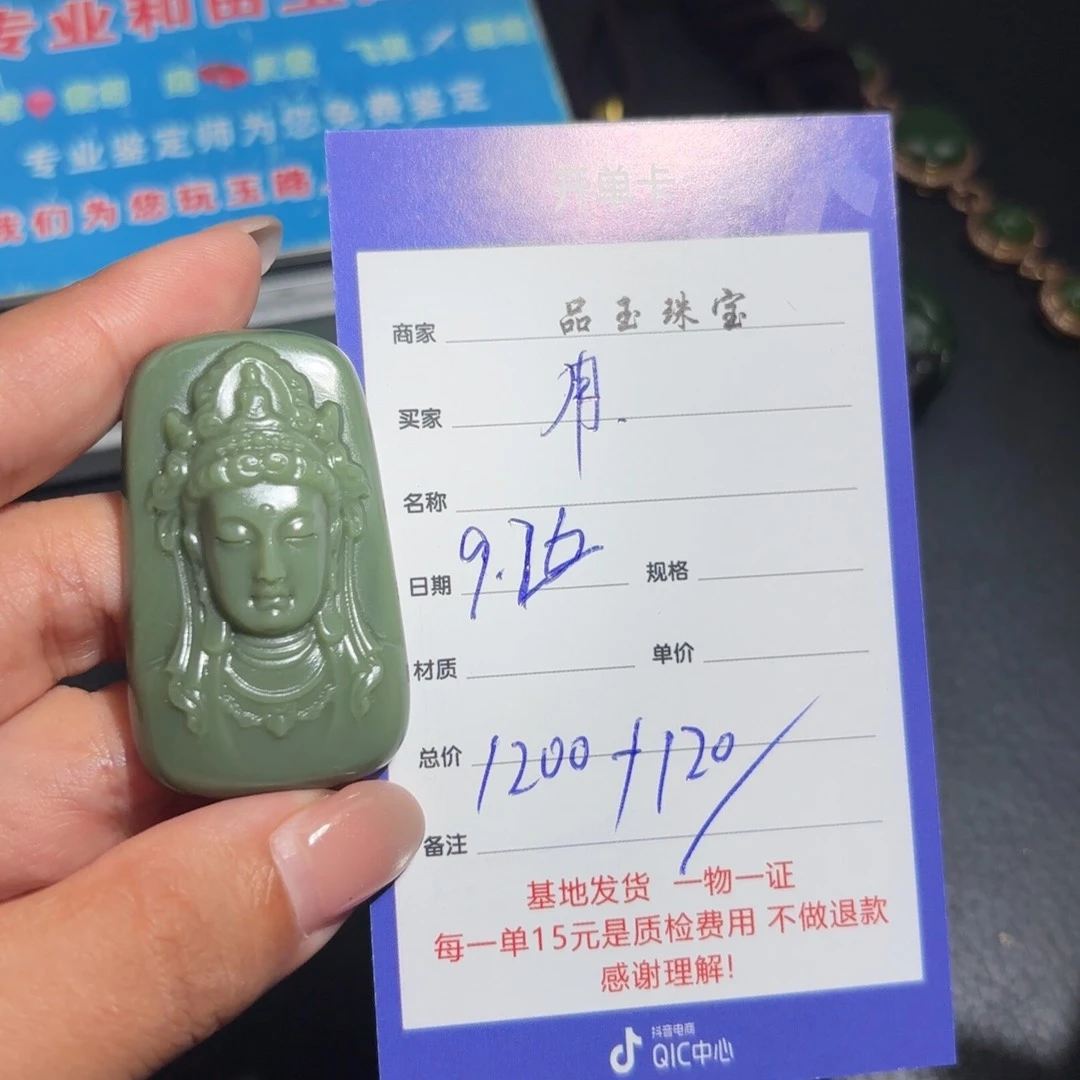 专业和田玉
专业鉴定师为您免费鉴定
我们为您玩玉路
开单卡
商家 品玉珠宝
买家
名称
日期 9.26 规格
材质 单价
总价 1200+120/
备注
基地发货 一物一证
每一单15元是质检费用 不做退款
感谢理解!
抖音电商
QIC中心